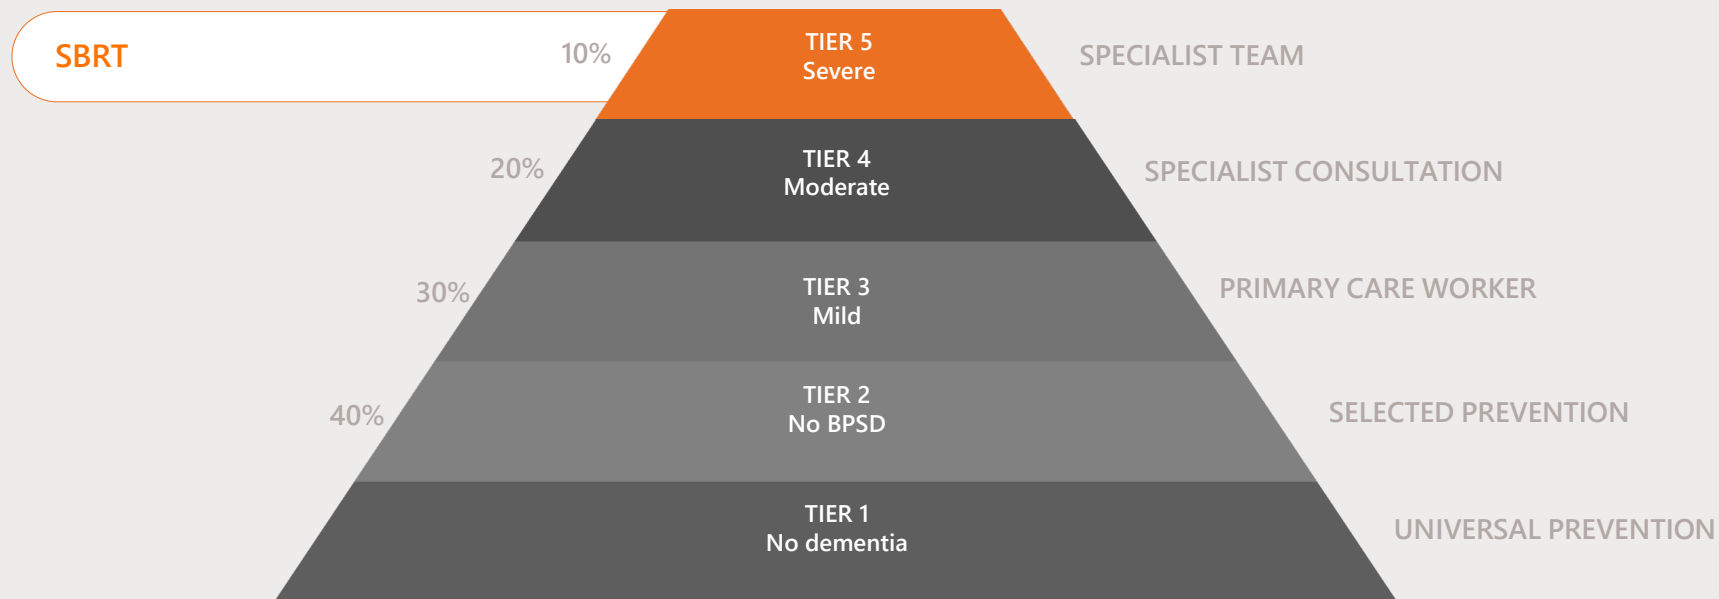 SBRT
10%
TIER 5
Severe
SPECIALIST TEAM
20%
TIER 4
Moderate
SPECIALIST CONSULTATION
30%
TIER 3
Mild
PRIMARY CARE WORKER
40%
TIER 2
No BPSD
SELECTED PREVENTION
TIER 1
No dementia
UNIVERSAL PREVENTION